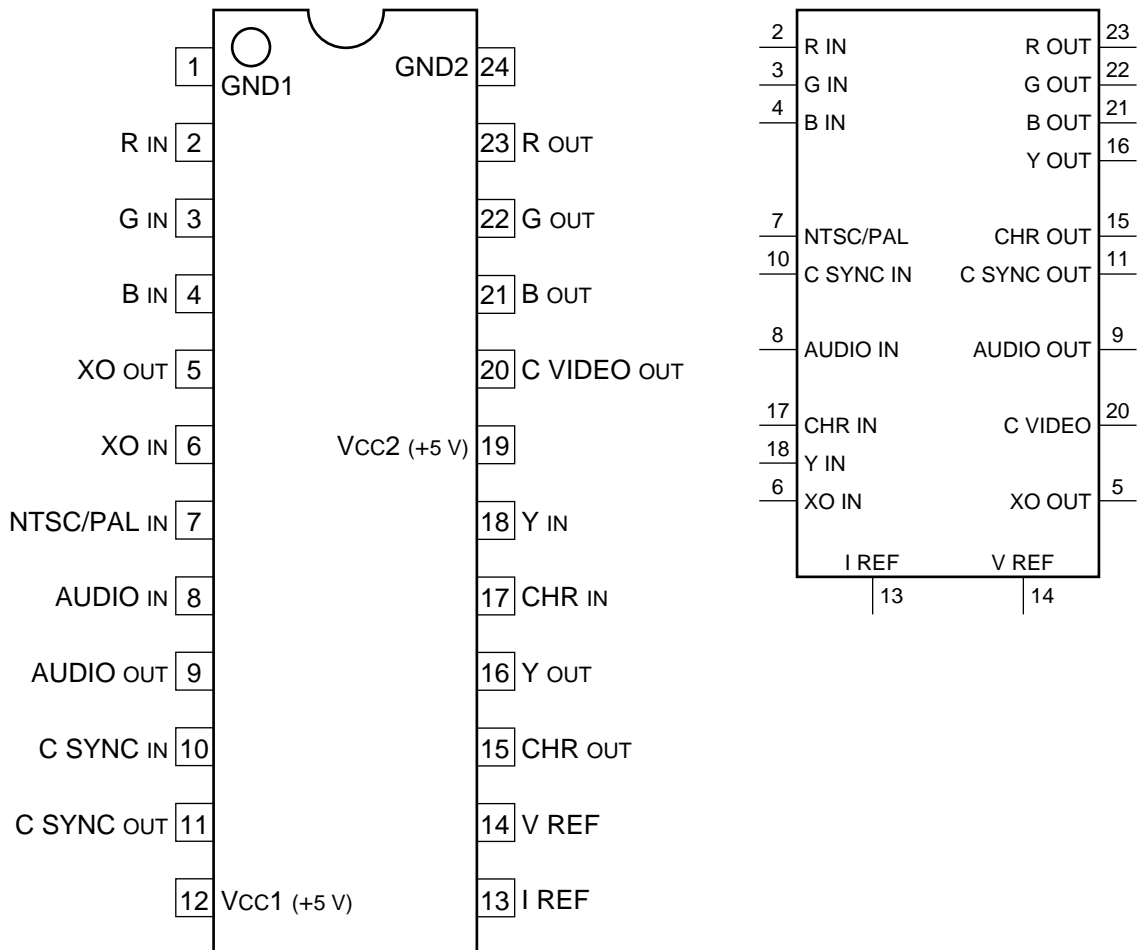 1 GND1 GND2 24
R IN 2 23 R OUT
G IN 3 22 G OUT
B IN 4 21 B OUT
XO OUT 5 20 C VIDEO OUT
XO IN 6 VCC2 (+5 V) 19
NTSC/PAL IN 7 18 Y IN
AUDIO IN 8 17 CHR IN
AUDIO OUT 9 16 Y OUT
C SYNC IN 10 15 CHR OUT
C SYNC OUT 11 14 V REF
12 VCC1 (+5 V) 13 I REF
2 R IN R OUT 23
3 G IN G OUT 22
4 B IN B OUT 21
Y OUT 16
7 NTSC/PAL CHR OUT 15
10 C SYNC IN C SYNC OUT 11
8 AUDIO IN AUDIO OUT 9
17 CHR IN C VIDEO 20
18 Y IN
6 XO IN XO OUT 5
I REF V REF
13 14